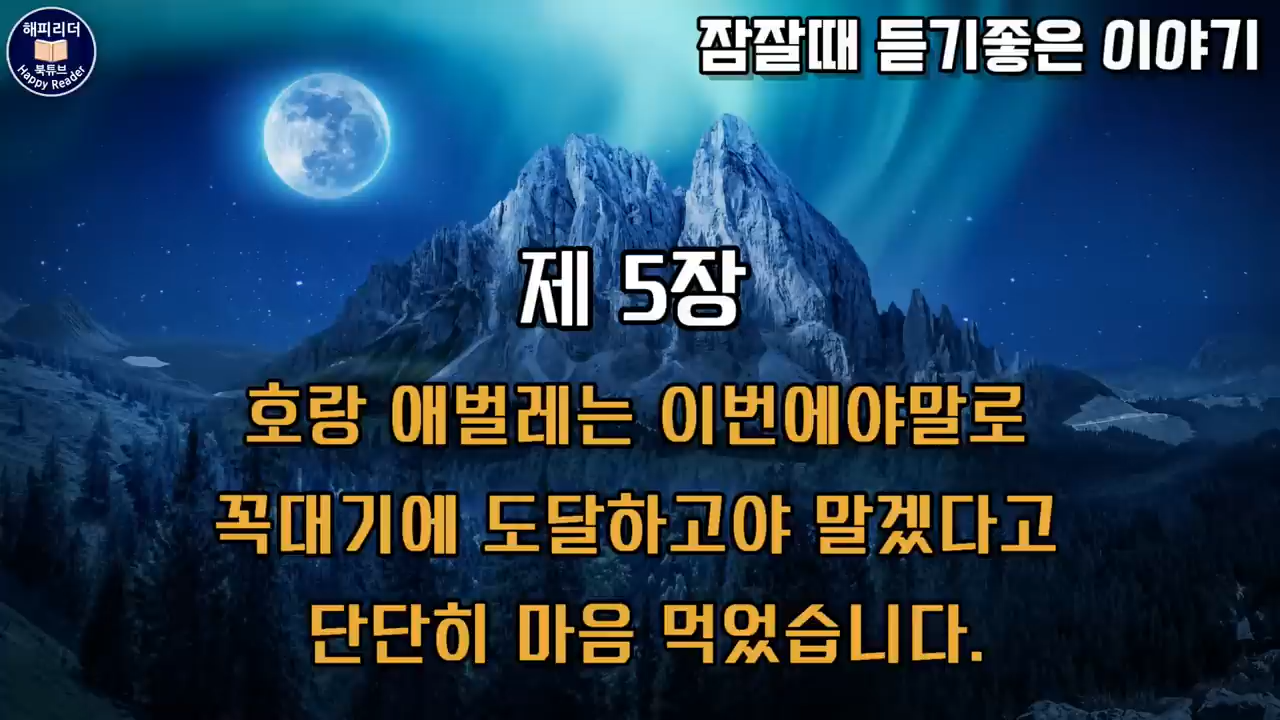 해피리더
북튜브
Happy Reader
잠잘때 듣기좋은 이야기
제 5장
호랑 애벌레는 이번에야말로
꼭대기에 도달하고야 말겠다고
단단히 마음 먹었습니다.